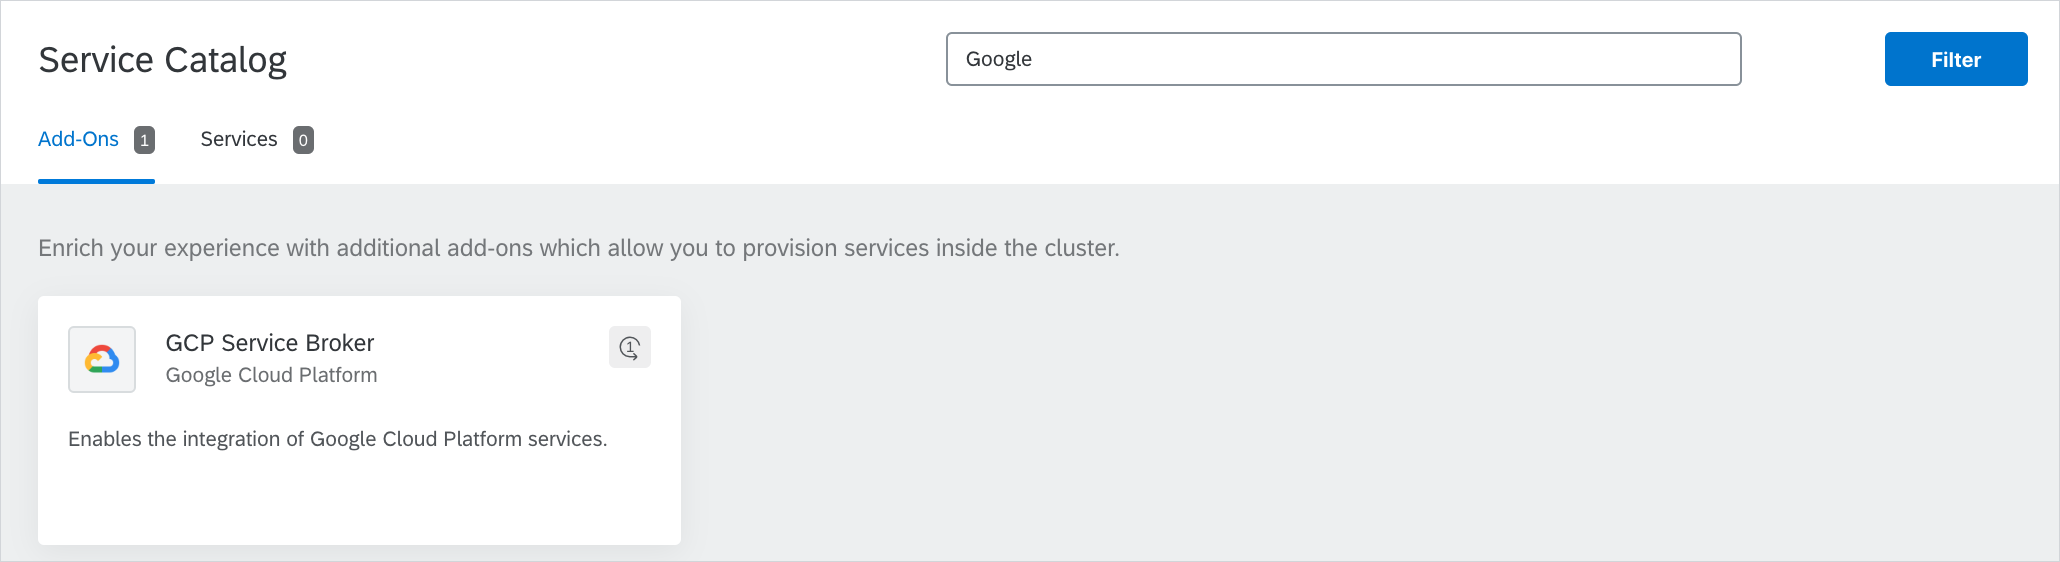 Service Catalog
Google
Filter
Add-Ons 1
Services 0
Enrich your experience with additional add-ons which allow you to provision services inside the cluster.
GCP Service Broker
1
Google Cloud Platform
Enables the integration of Google Cloud Platform services.